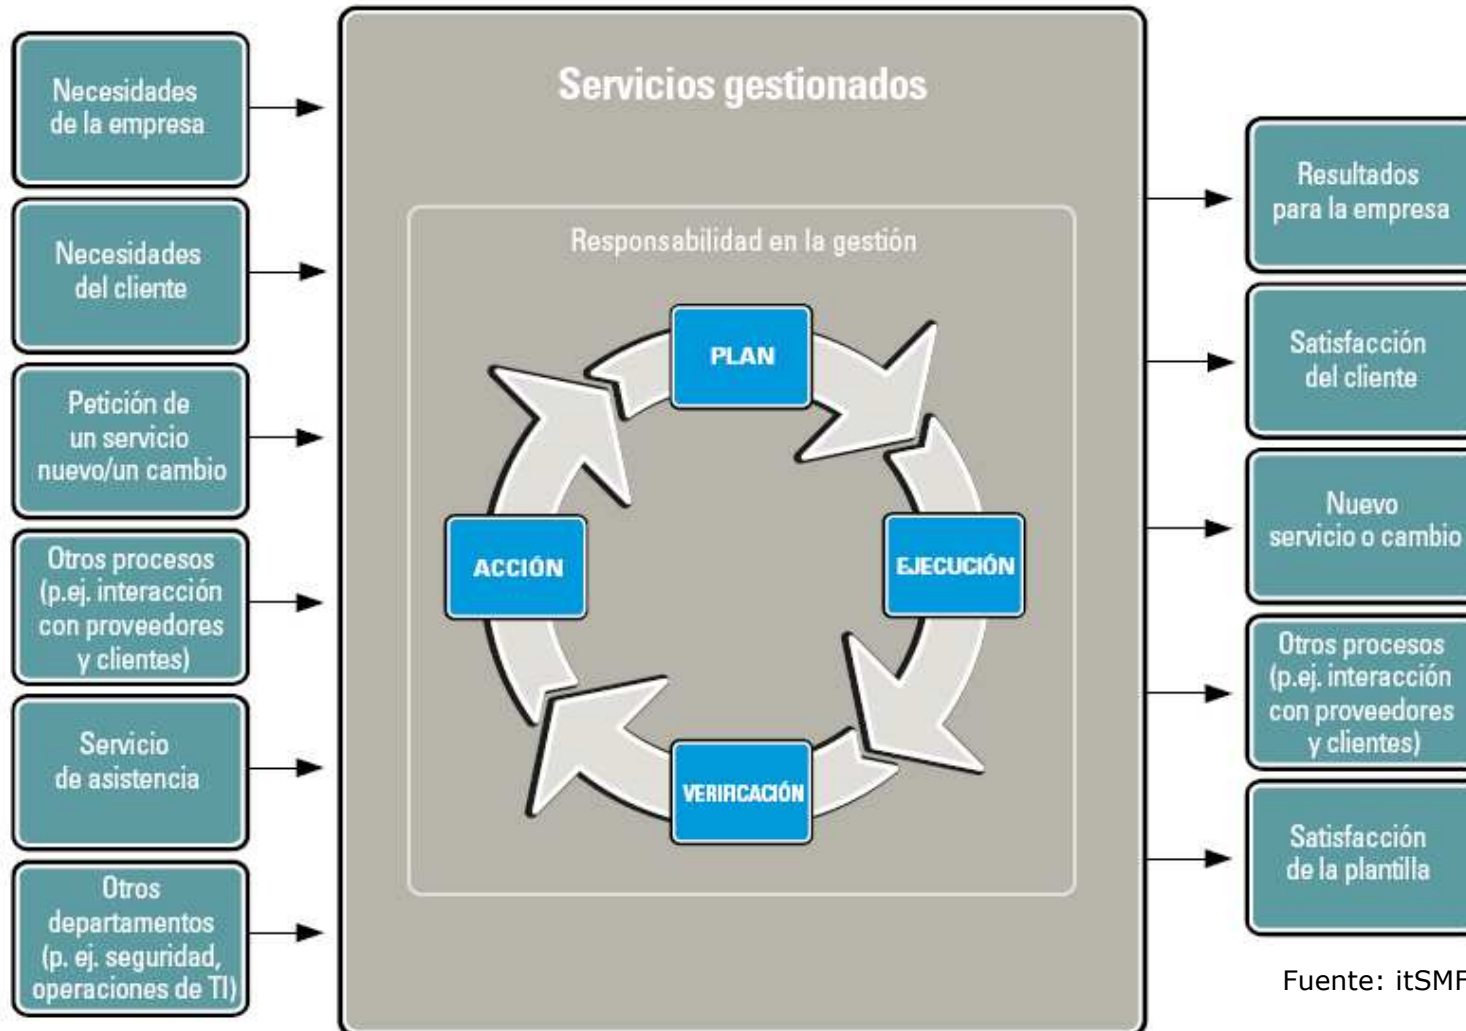 Necesidades
de la empresa
Necesidades
del cliente
Petición de
un servicio
nuevo/un cambio
Otros procesos
(p.ej. interacción
con proveedores
y clientes)
Servicio
de asistencia
Otros
departamentos
(p. ej. seguridad,
operaciones de TI)
Servicios gestionados
Responsabilidad en la gestión
PLAN
EJECUCIÓN
VERIFICACIÓN
ACCIÓN
Resultados
para la empresa
Satisfacción
del cliente
Nuevo
servicio o cambio
Otros procesos
(p.ej. interacción
con proveedores
y clientes)
Satisfacción
de la plantilla
Fuente: itSMF